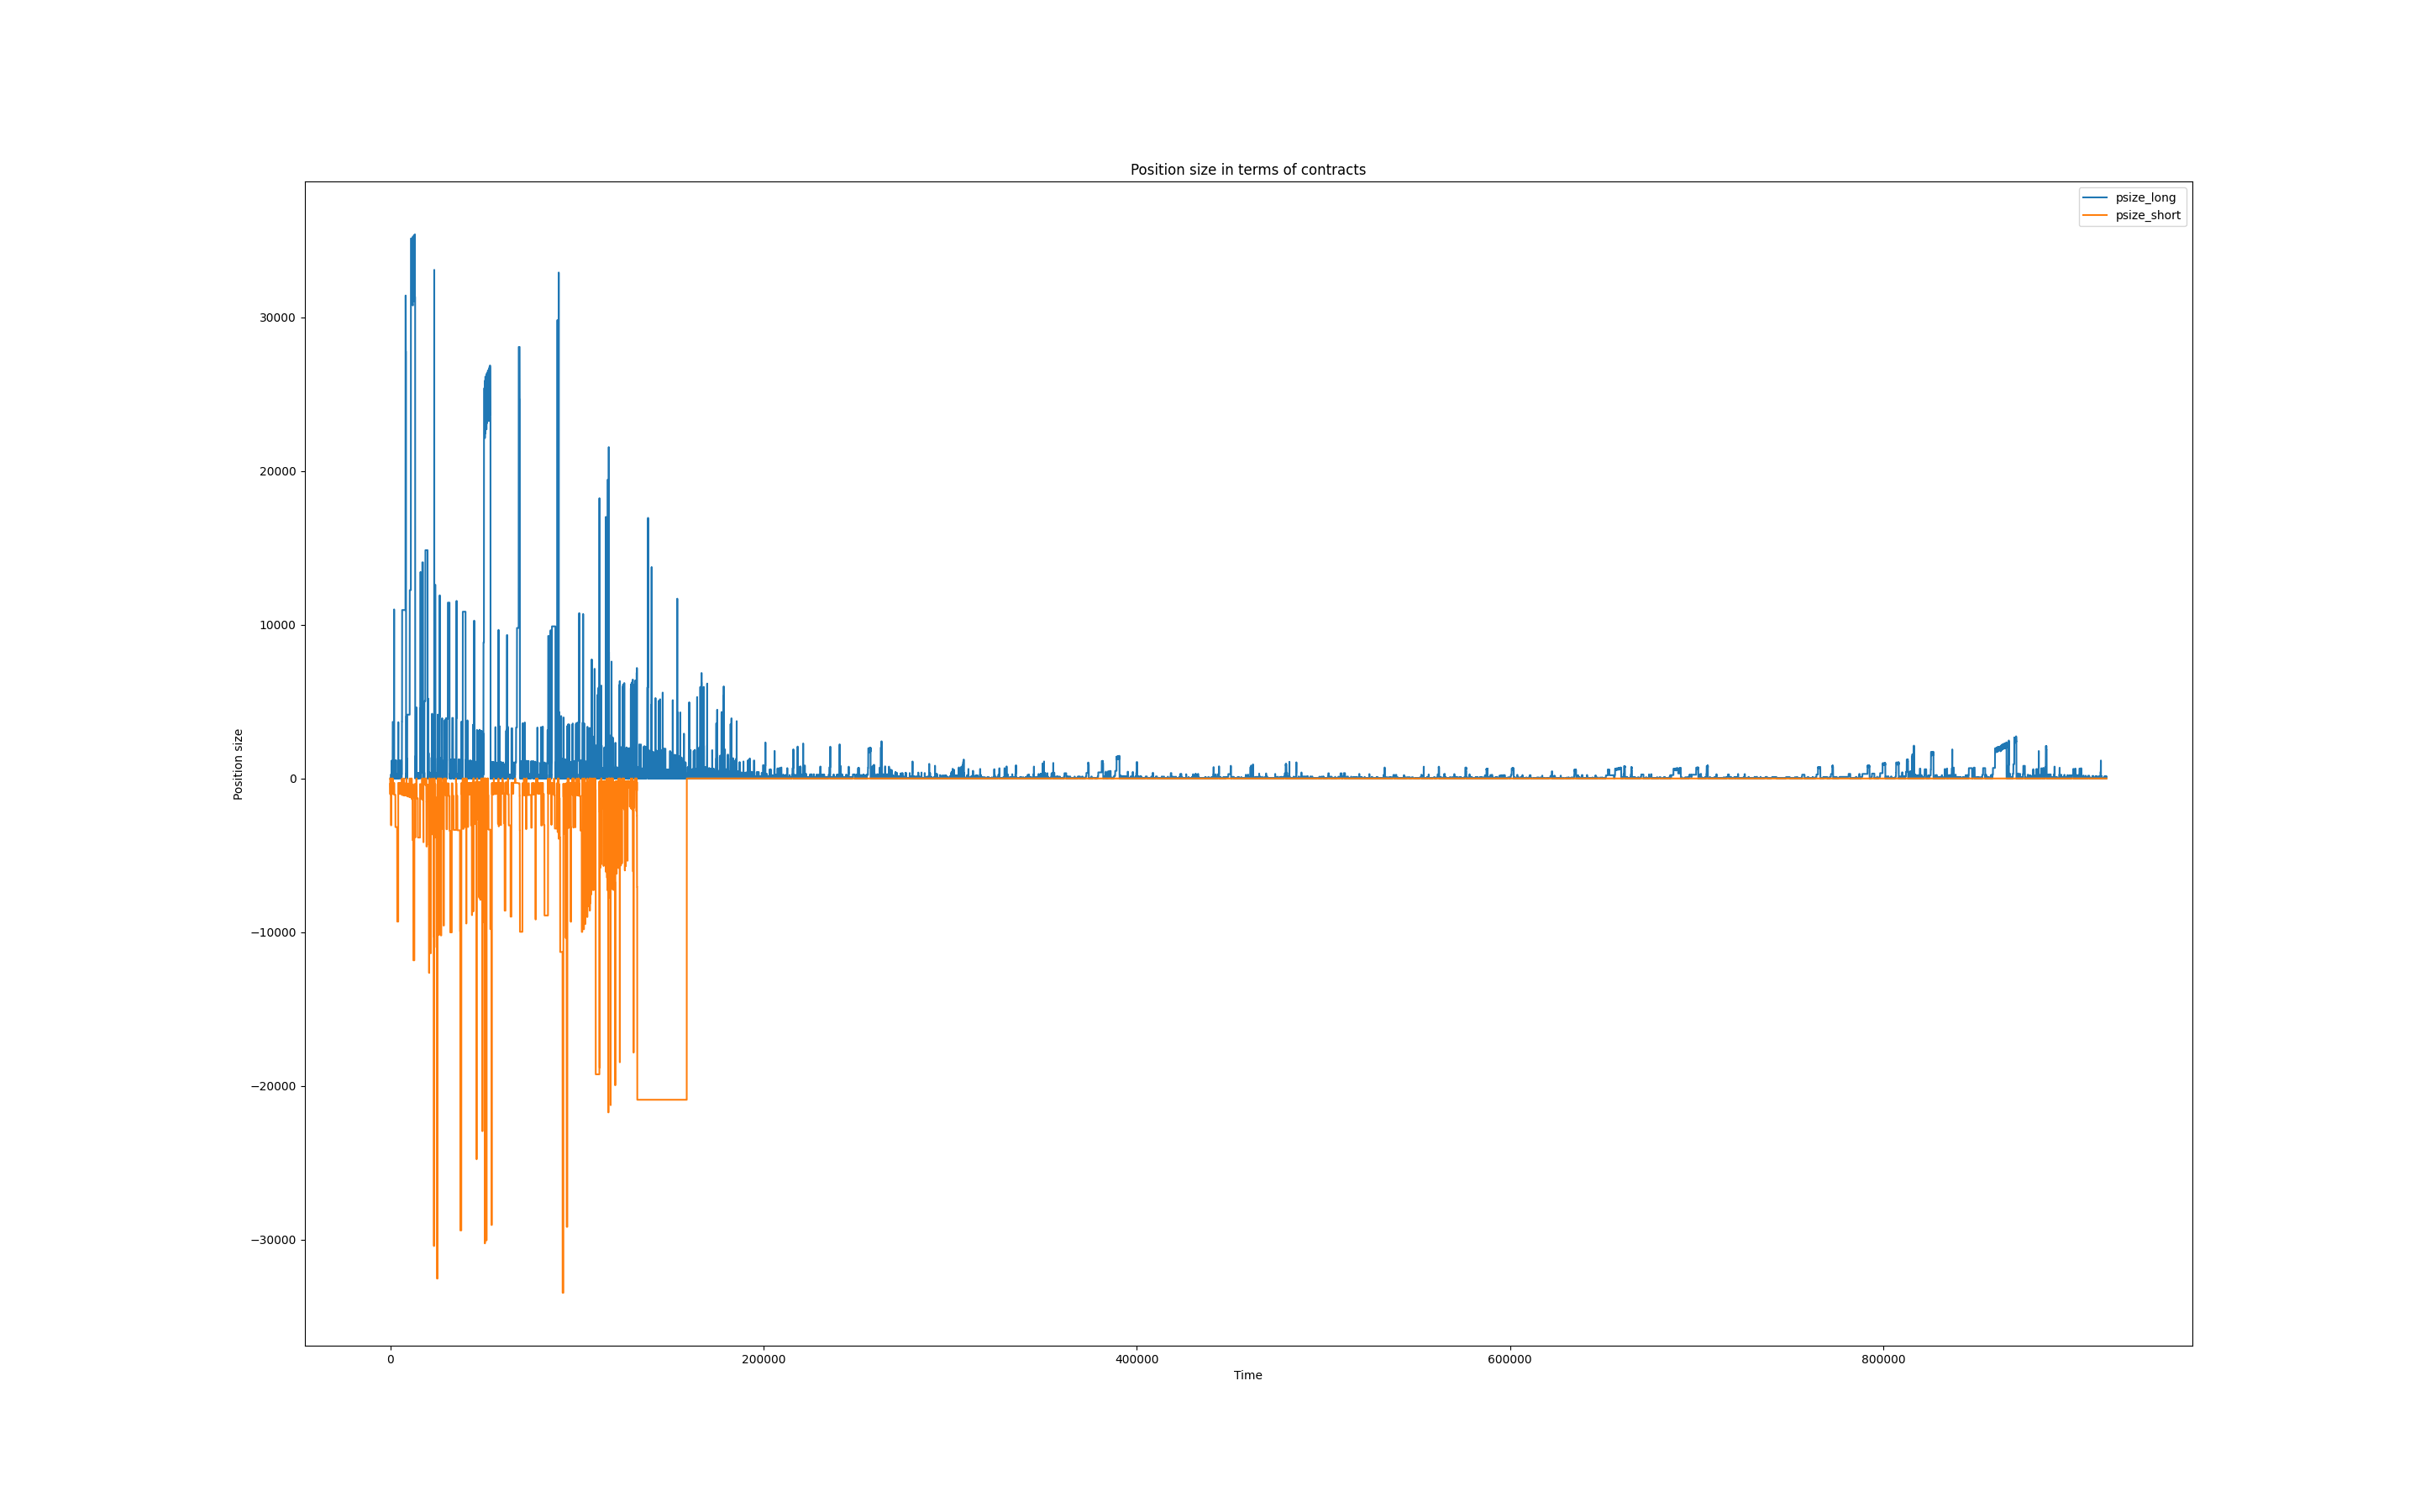 Position size in terms of contracts
psize_long
psize_short
30000
20000
10000
0
−10000
−20000
−30000
Position size
0
200000
400000
600000
800000
Time